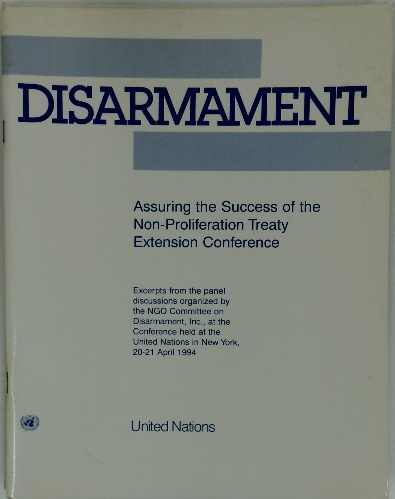 DISARMAMENT
Assuring the Success of the
Non-Proliferation Treaty
Extension Conference
Excerpts from the panel
discussions organized by
the NGO Committee on
Disarmament, Inc., at the
Conference held at the
United Nations in New York,
20-21 April 1994
United Nations